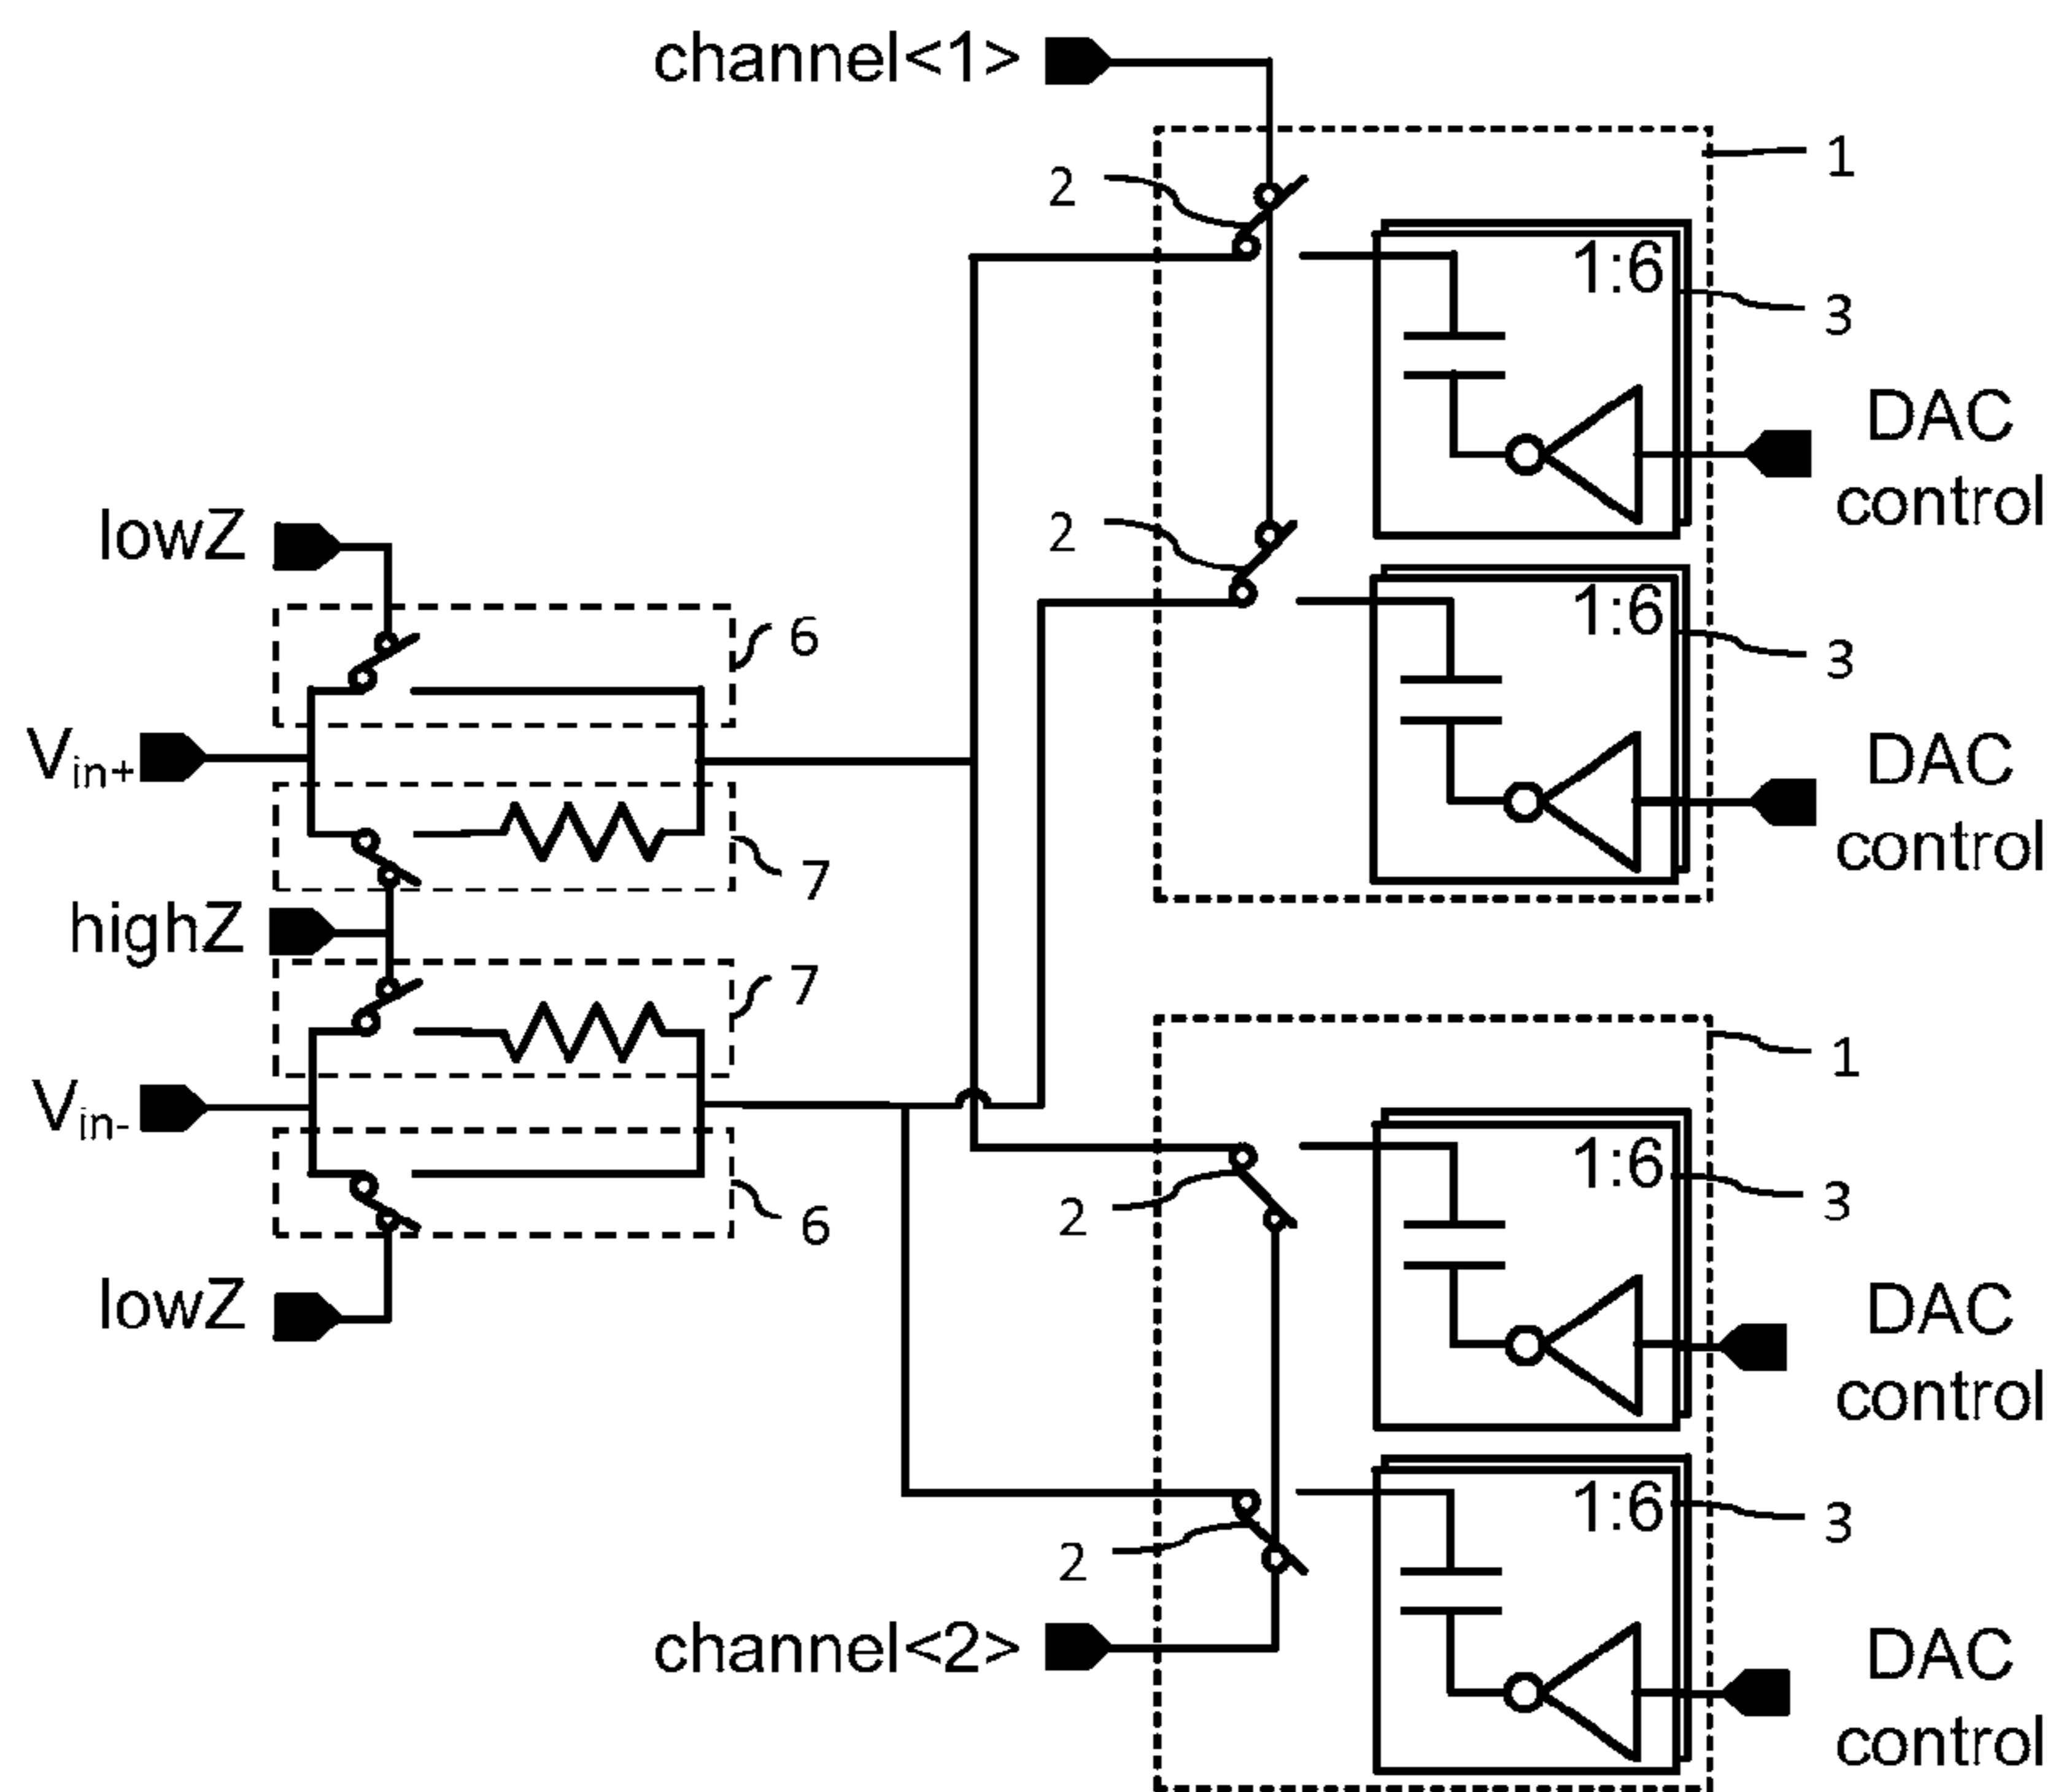 channel<1>
1
2
1:6
3
DAC
control
lowZ
2
1:6
3
DAC
control
6
Vin+
7
highZ
7
1
Vin-
6
2
1:6
3
DAC
control
lowZ
2
1:6
3
DAC
control
channel<2>